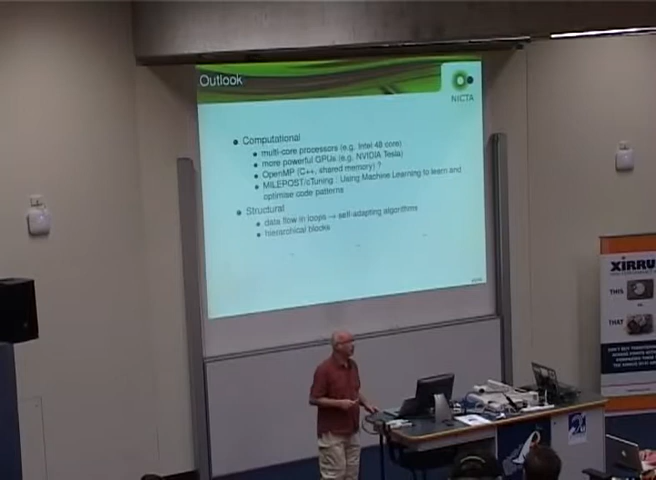 Outlook
NICTA
Computational
multi-core processors (e.g. Intel 48 core)
more powerful GPUs (e.g. NVIDIA Tesla)
OpenMP (C++, shared memory) ?
MILEPOST/cTuning : Using Machine Learning to learn and
optimise code patterns
Structural
data flow in loops → self-adapting algorithms
hierarchical blocks
XIRRU
THIS
THAT